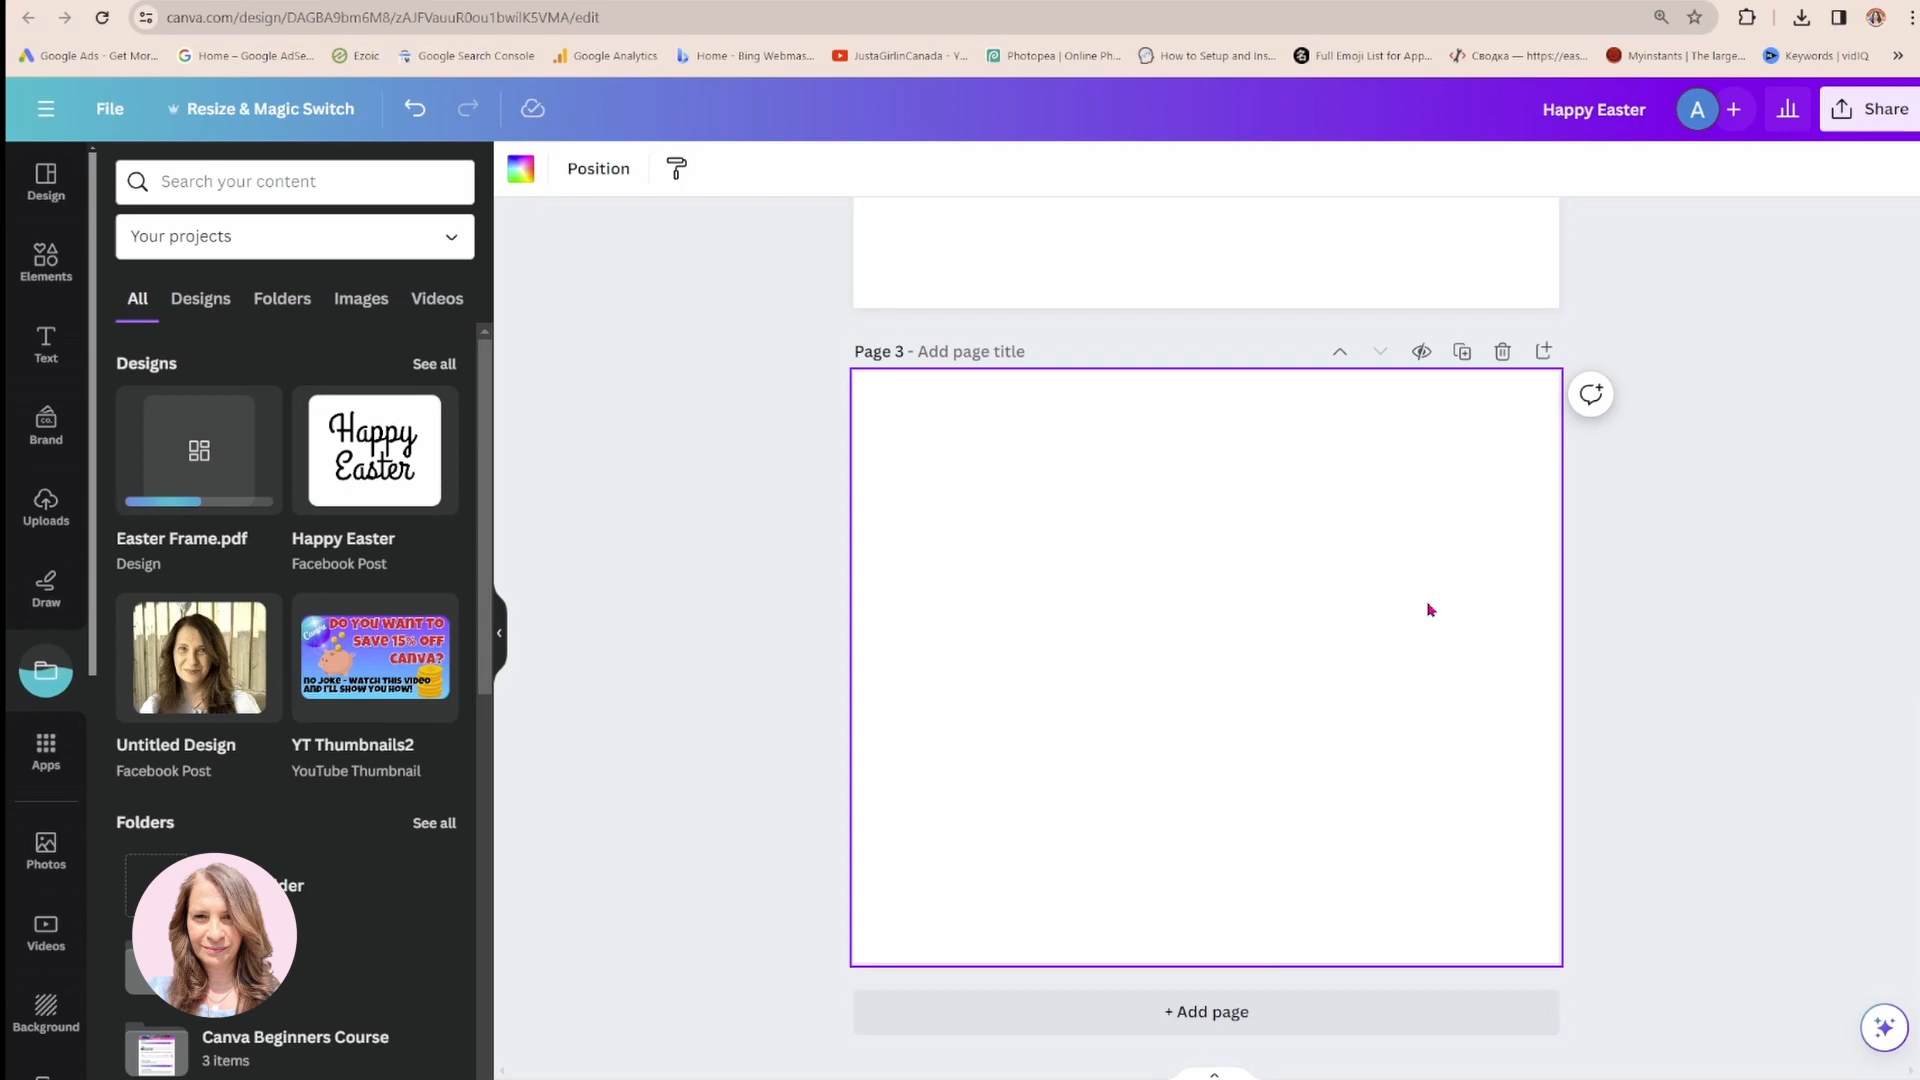 canva.com/design/DAGBA9bm6M8/zAJFVauuR0ou1bwilK5VMA/edit
Google Ads - Get Mor...
Home – Google AdSe...
Ezoic
Google Search Console
Google Analytics
Home - Bing Webmas...
JustaGirlinCanada - Y...
Photopea | Online Ph...
How to Setup and Ins...
Full Emoji List for App...
Сводка — https://eas...
Myinstants | The large...
Keywords | vidIQ
»
File
Resize & Magic Switch
Happy Easter
A
Share
Design
Elements
Text
CO.
Brand
Uploads
Draw
Apps
Photos
Videos
Background
Search your content
Your projects
All Designs Folders Images Videos
Designs
See all
Happy
Easter
Easter Frame.pdf
Design
Happy Easter
Facebook Post
Canva
DO YOU WANT TO
SAVE 15% OFF
CANVA?
NO JOKE - WATCH THIS VIDEO
AND I'LL SHOW YOU HOW!
Untitled Design
Facebook Post
YT Thumbnails2
YouTube Thumbnail
Folders
See all
Canva Beginners Course
3 items
Position
Page 3 - Add page title
+ Add page